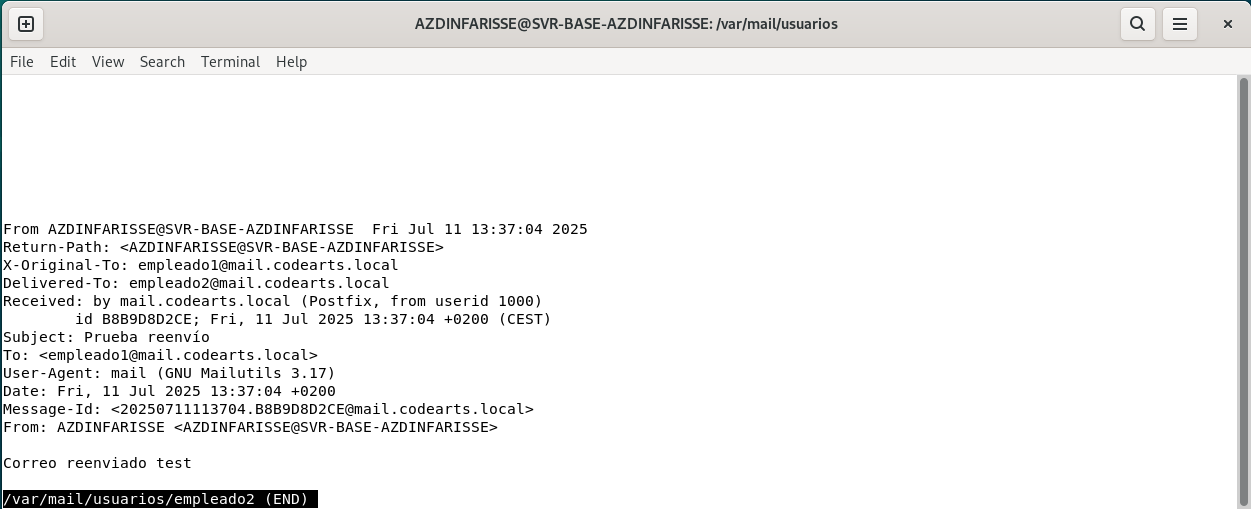 AZDINFARISSE@SVR-BASE-AZDINFARISSE: /var/mail/usuarios
File Edit View Search Terminal Help
From AZDINFARISSE@SVR-BASE-AZDINFARISSE  Fri Jul 11 13:37:04 2025
Return-Path: <AZDINFARISSE@SVR-BASE-AZDINFARISSE>
X-Original-To: empleado1@mail.codearts.local
Delivered-To: empleado2@mail.codearts.local
Received: by mail.codearts.local (Postfix, from userid 1000)
        id B8B9D8D2CE; Fri, 11 Jul 2025 13:37:04 +0200 (CEST)
Subject: Prueba reenvío
To: <empleado1@mail.codearts.local>
User-Agent: mail (GNU Mailutils 3.17)
Date: Fri, 11 Jul 2025 13:37:04 +0200
Message-Id: <20250711113704.B8B9D8D2CE@mail.codearts.local>
From: AZDINFARISSE <AZDINFARISSE@SVR-BASE-AZDINFARISSE>
Correo reenviado test
/var/mail/usuarios/empleado2 (END)